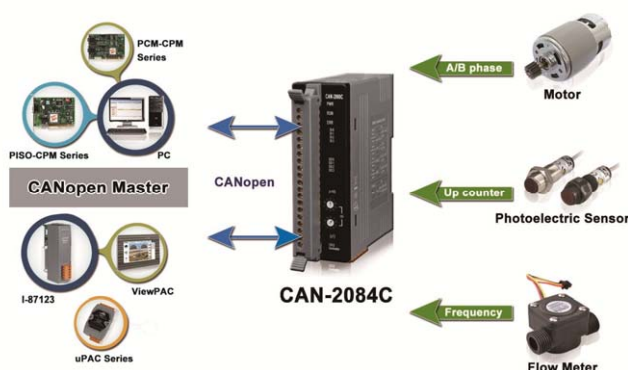 PCM-CPM
Series
PISO-CPM Series
PC
CANopen Master
I-87123
ViewPAC
uPAC Series
CANopen
CAN-2084C
A/B phase
Motor
Up counter
Photoelectric Sensor
Frequency
Flow Meter